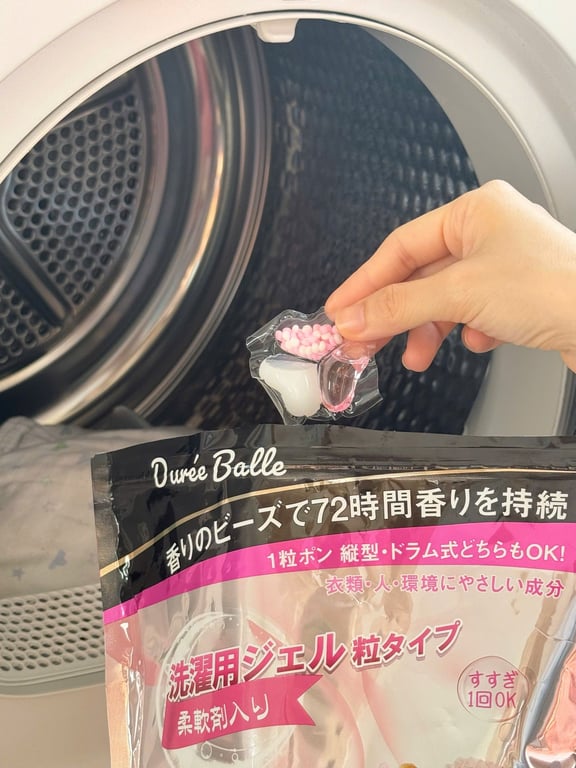 Durée Balle
香りのビーズで72時間香りを持続
1粒ポン 縦型・ドラム式どちらもOK!
衣類・人・環境にやさしい成分
洗濯用ジェル 粒タイプ
柔軟剤入り
すすぎ
1回OK